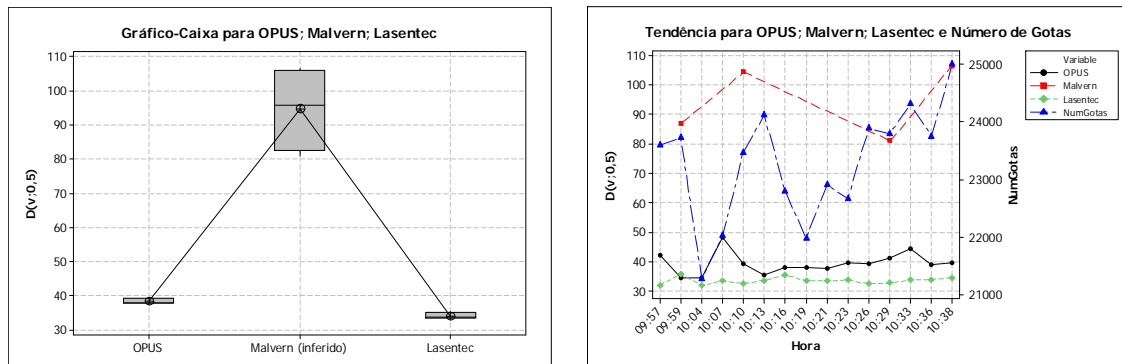 Gráfico-Caixa para OPUS; Malvern; Lasentec
D(v;0,5)
110
100
90
80
70
60
50
40
30
OPUS
Malvern (inferido)
Lasentec
Tendência para OPUS; Malvern; Lasentec e Número de Gotas
D(v;0,5)
110
100
90
80
70
60
50
40
30
09:57
09:59
10:04
10:07
10:10
10:13
10:16
10:19
10:21
10:23
10:26
10:29
10:33
10:36
10:38
Hora
25000
24000
23000
22000
21000
NumGotas
Variable
OPUS
Malvern
Lasentec
NumGotas